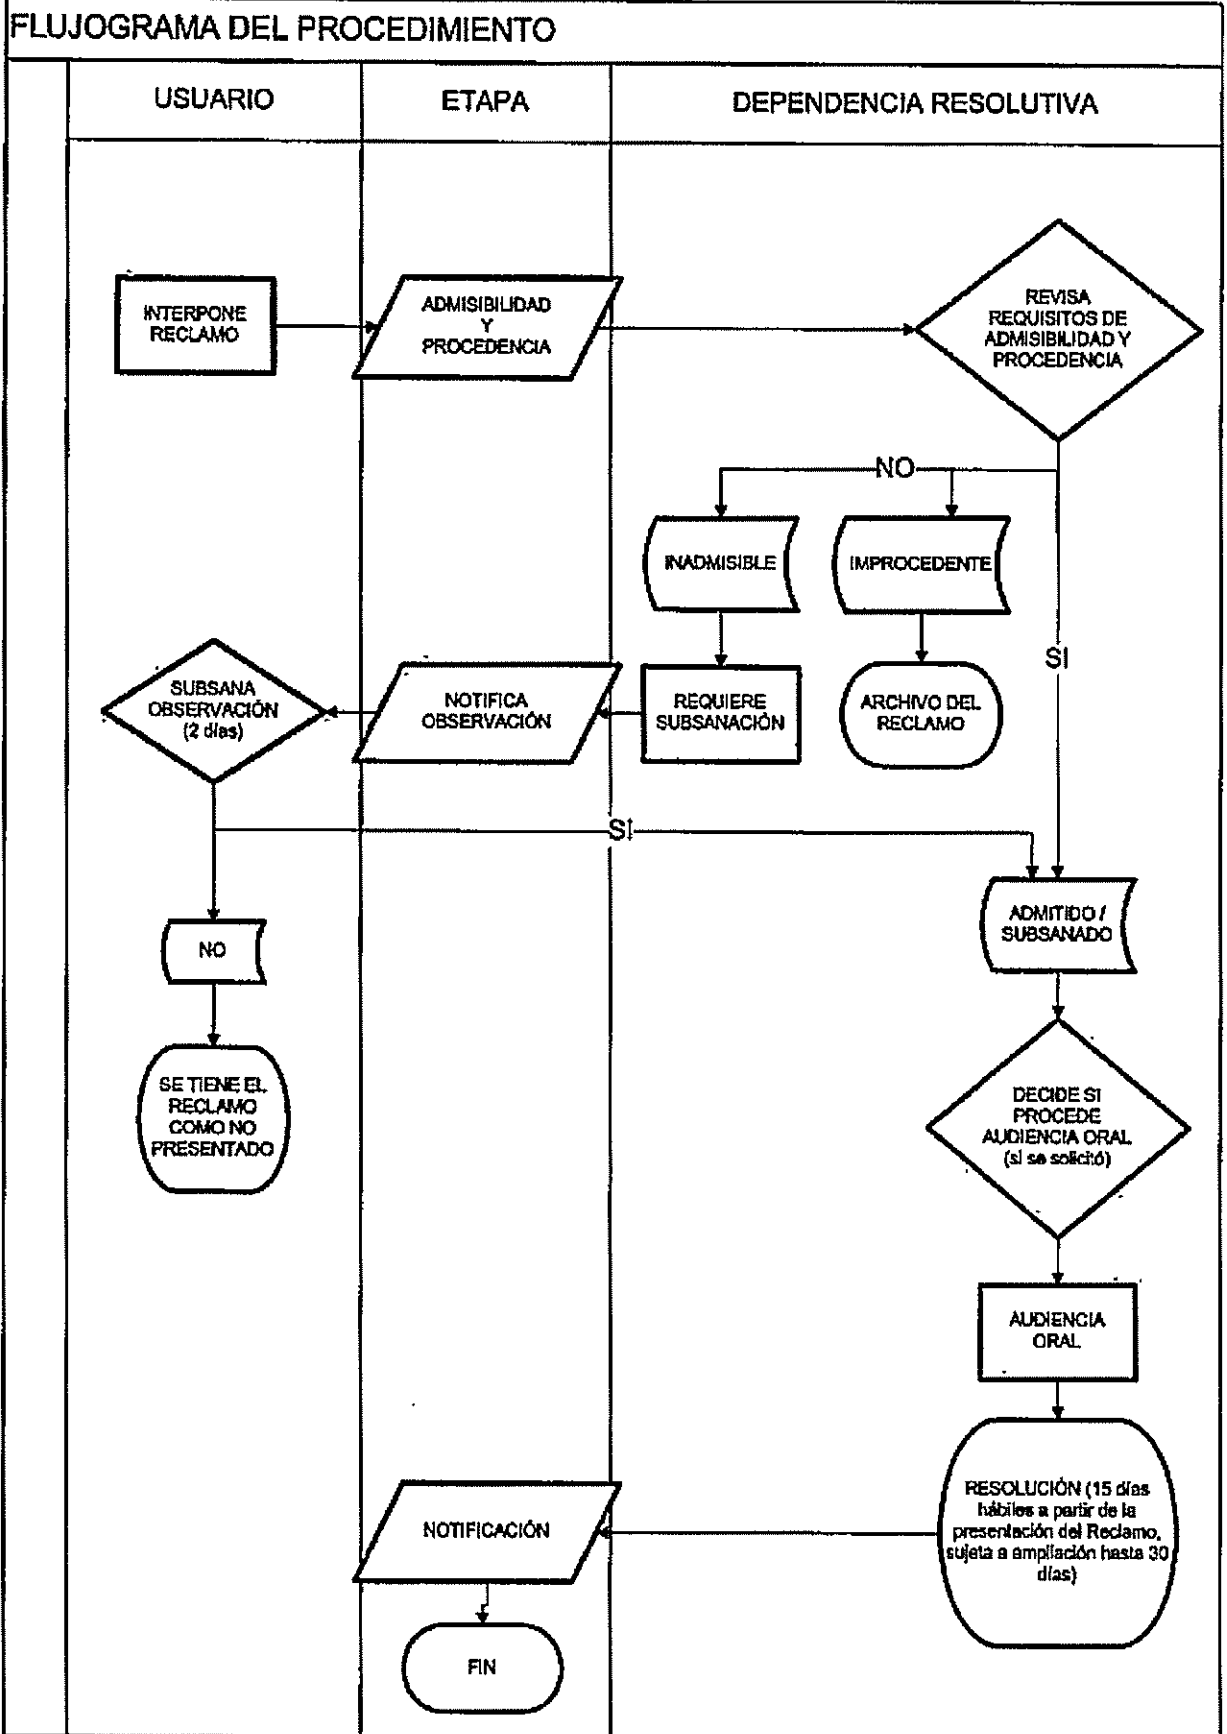 FLUJOGRAMA DEL PROCEDIMIENTO
USUARIO
ETAPA
DEPENDENCIA RESOLUTIVA
INTERPONE
RECLAMO
ADMISIBILIDAD
Y
PROCEDENCIA
REVISA
REQUISITOS DE
ADMISIBILIDAD Y
PROCEDENCIA
NO
INADMISIBLE
IMPROCEDENTE
SI
SUBSANA
OBSERVACIÓN
(2 días)
NOTIFICA
OBSERVACIÓN
REQUIERE
SUBSANACIÓN
ARCHIVO DEL
RECLAMO
SI
NO
ADMITIDO /
SUBSANADO
SE TIENE EL
RECLAMO
COMO NO
PRESENTADO
DECIDE SI
PROCEDE
AUDIENCIA ORAL
(si se solicitó)
AUDIENCIA
ORAL
RESOLUCIÓN (15 días
hábiles a partir de la
presentación del Reclamo,
sujeta a ampliación hasta 30
días)
NOTIFICACIÓN
FIN